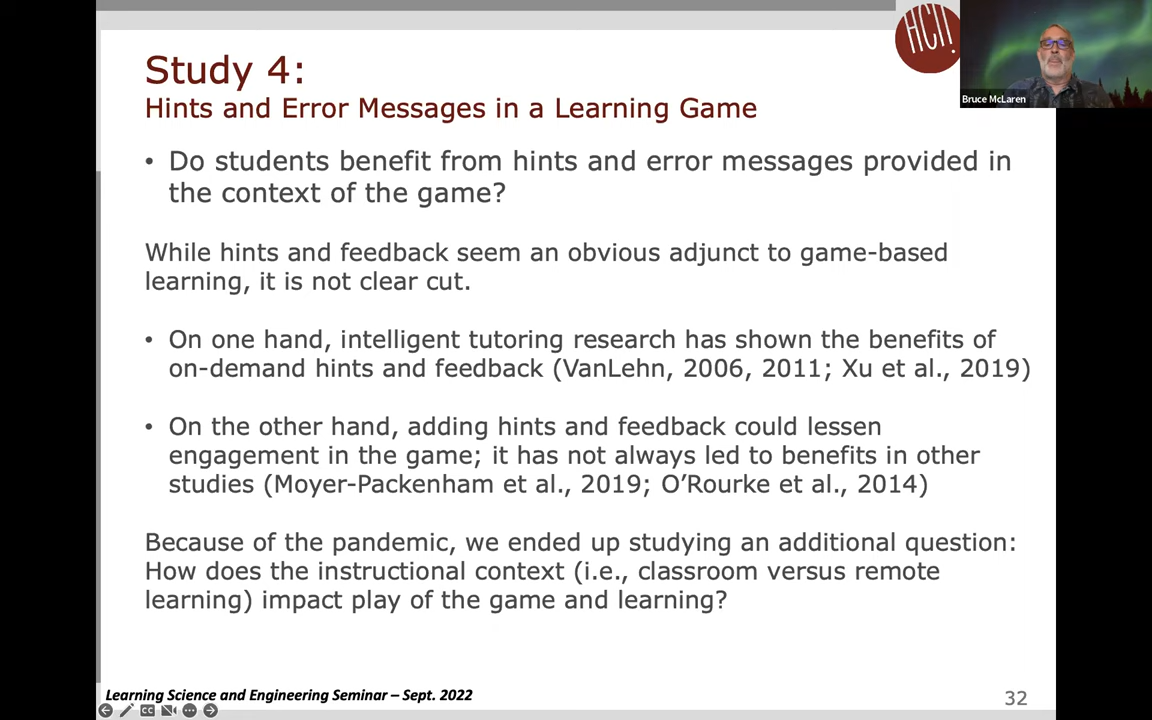 Study 4:
Hints and Error Messages in a Learning Game
HCII
Bruce McLaren
• Do students benefit from hints and error messages provided in
the context of the game?
While hints and feedback seem an obvious adjunct to game-based
learning, it is not clear cut.
• On one hand, intelligent tutoring research has shown the benefits of
on-demand hints and feedback (VanLehn, 2006, 2011; Xu et al., 2019)
• On the other hand, adding hints and feedback could lessen
engagement in the game; it has not always led to benefits in other
studies (Moyer-Packenham et al., 2019; O’Rourke et al., 2014)
Because of the pandemic, we ended up studying an additional question:
How does the instructional context (i.e., classroom versus remote
learning) impact play of the game and learning?
Learning Science and Engineering Seminar – Sept. 2022
32
CC